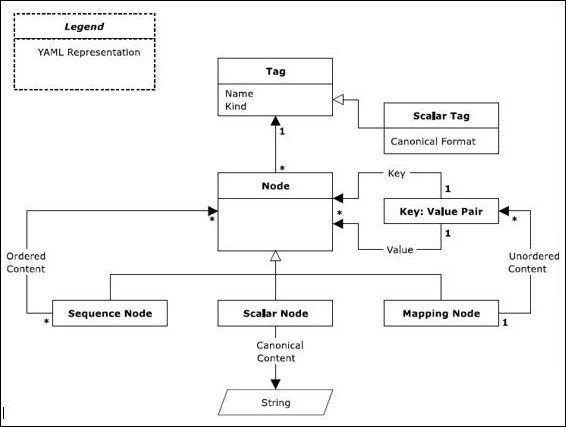 Legend
YAML Representation
Tag
Name
Kind
Scalar Tag
Canonical Format
1
*
Node
Key
1
Key: Value Pair
*
*
*
1
Value
Ordered
Content
Unordered
Content
Sequence Node
Scalar Node
Mapping Node
*
1
Canonical
Content
String